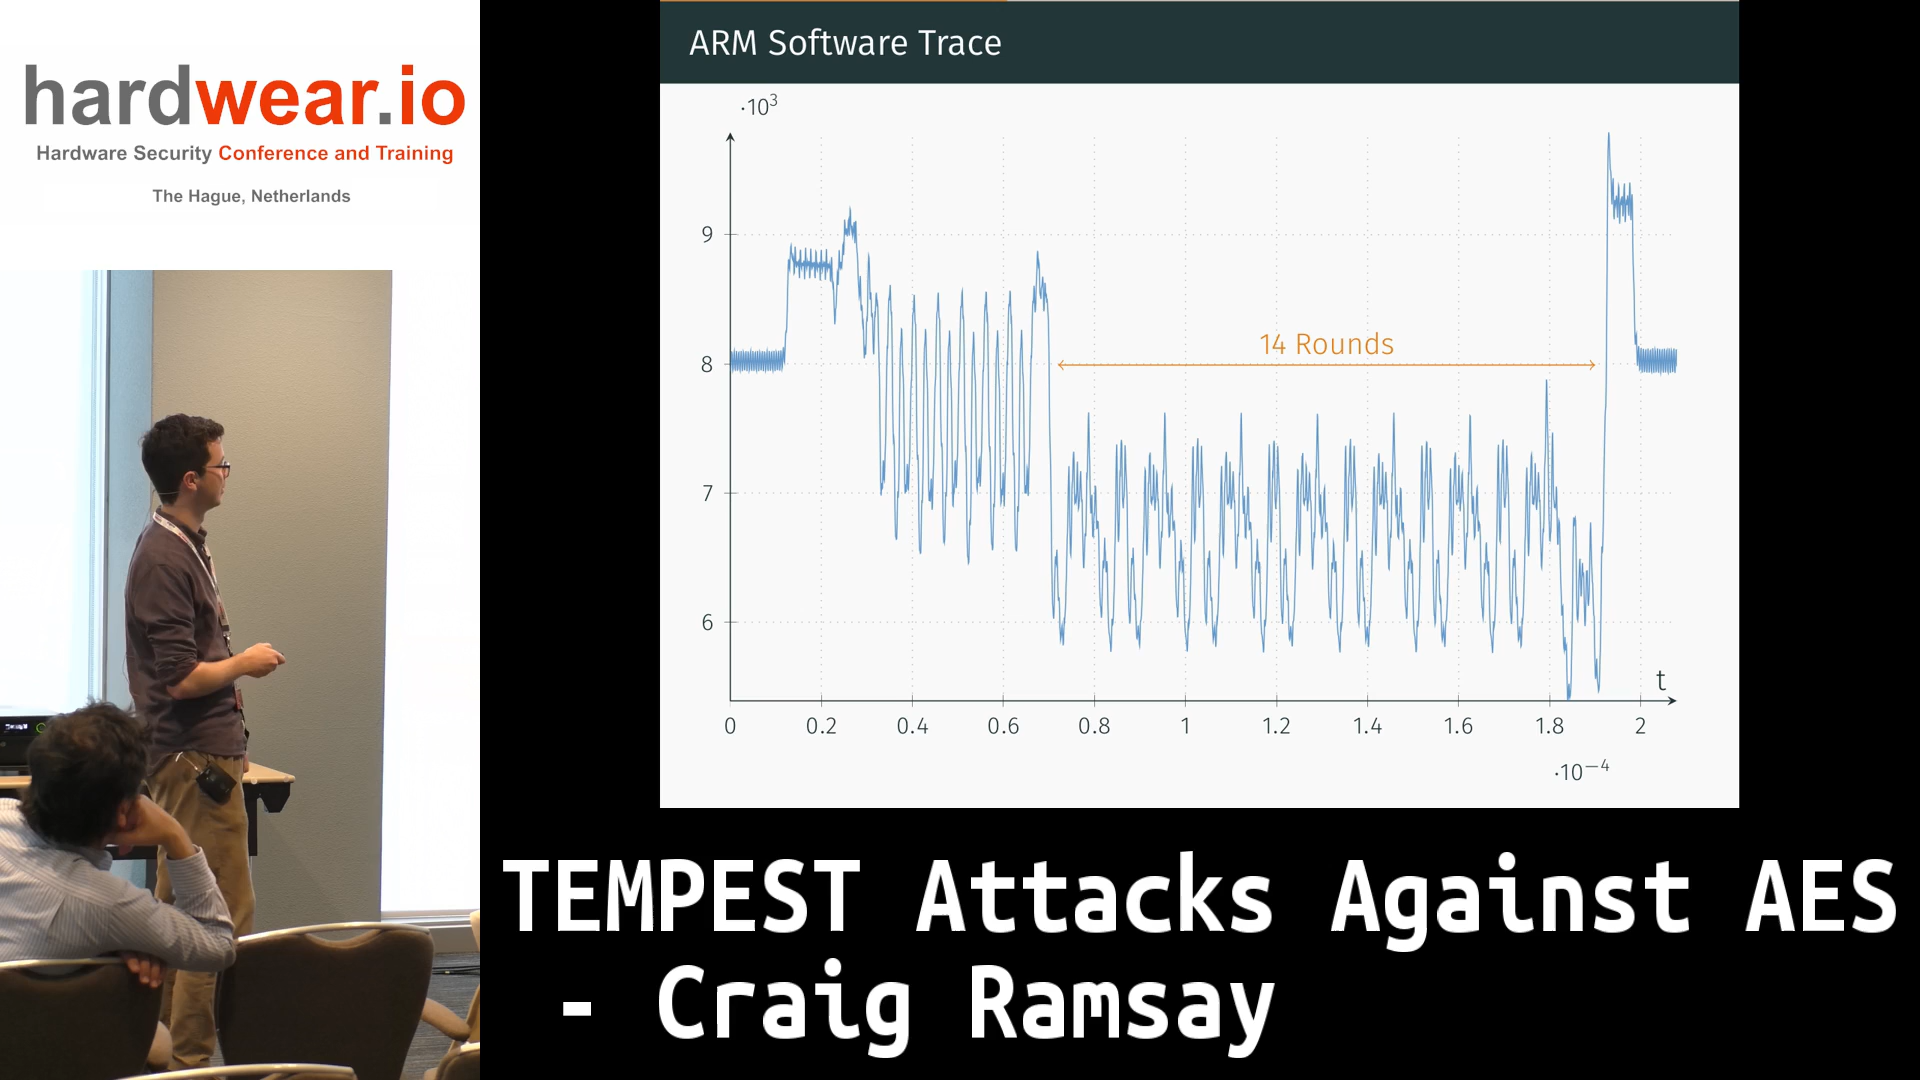 hardwear.io
Hardware Security Conference and Training
The Hague, Netherlands
ARM Software Trace
·10³
9
8
7
6
14 Rounds
t
0 0.2 0.4 0.6 0.8 1 1.2 1.4 1.6 1.8 2
·10⁻⁴
TEMPEST Attacks Against AES
- Craig Ramsay